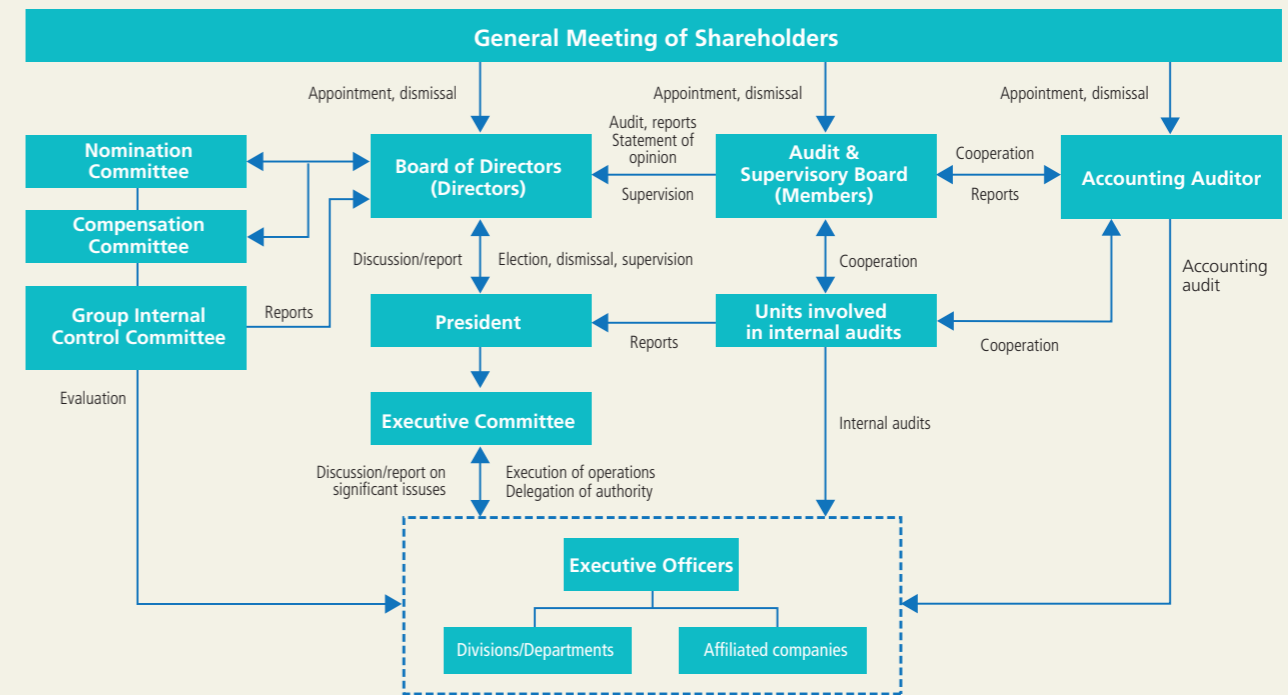 General Meeting of Shareholders
Appointment, dismissal
Appointment, dismissal
Appointment, dismissal
Nomination
Committee
Board of Directors
(Directors)
Audit, reports
Statement of
opinion
Supervision
Audit &
Supervisory Board
(Members)
Cooperation
Reports
Accounting Auditor
Compensation
Committee
Discussion/report
Election, dismissal, supervision
Cooperation
Accounting
audit
Group Internal
Control Committee
Reports
President
Reports
Units involved
in internal audits
Cooperation
Evaluation
Executive Committee
Internal audits
Discussion/report on
significant issuses
Execution of operations
Delegation of authority
Executive Officers
Divisions/Departments
Affiliated companies